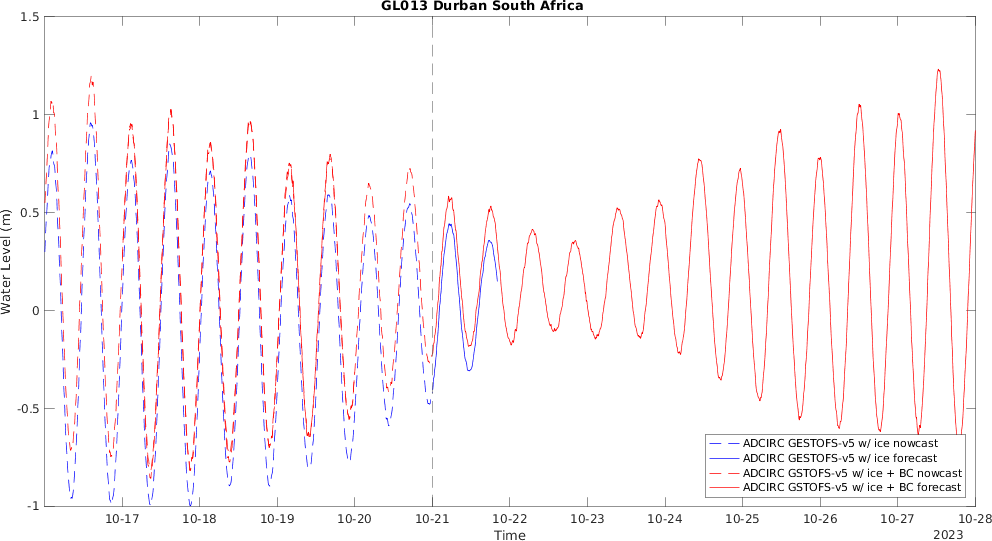 GL013 Durban South Africa
1.5
1
0.5
0
-0.5
-1
Water Level (m)
ADCIRC GESTOFS-v5 w/ ice nowcast
ADCIRC GESTOFS-v5 w/ ice forecast
ADCIRC GSTOFS-v5 w/ ice + BC nowcast
ADCIRC GSTOFS-v5 w/ ice + BC forecast
10-17 10-18 10-19 10-20 10-21 10-22 10-23 10-24 10-25 10-26 10-27 10-28
Time
2023